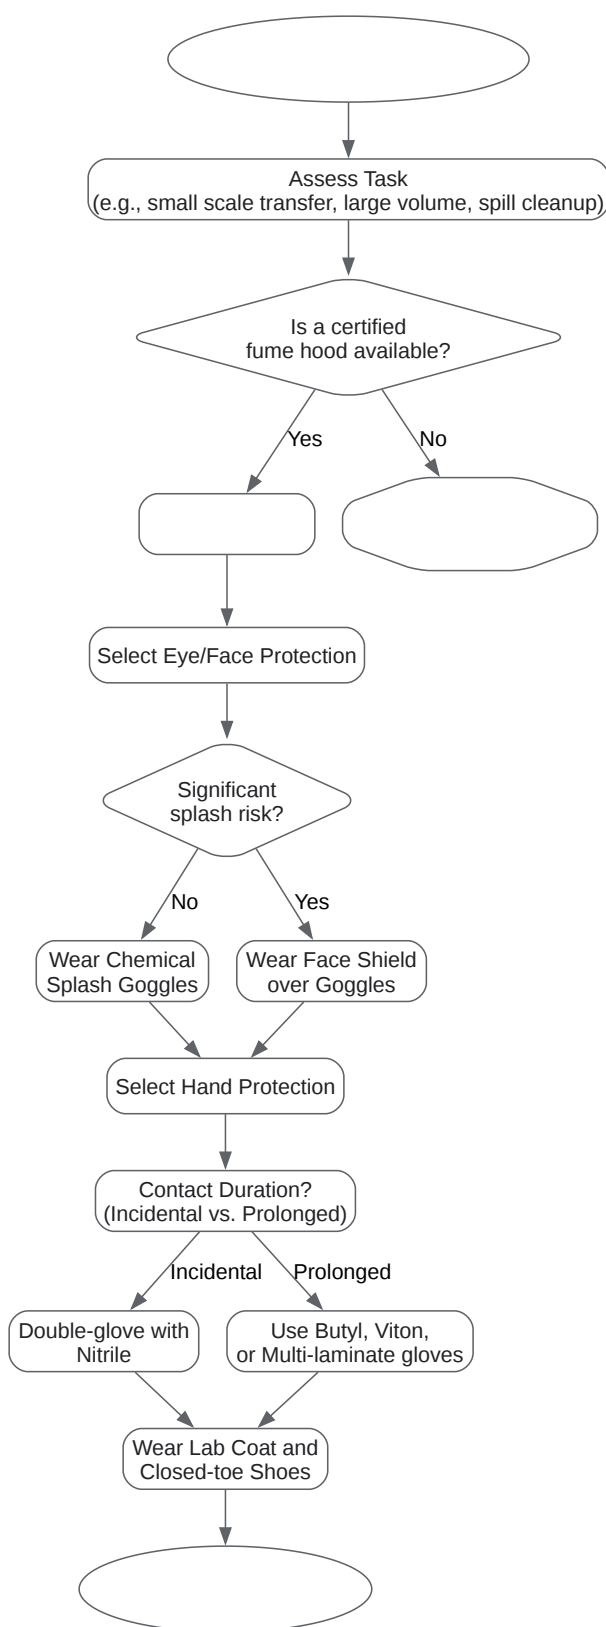 Assess Task
(e.g., small scale transfer, large volume, spill cleanup)
Is a certified
fume hood available?
Yes
No
Select Eye/Face Protection
Significant
splash risk?
No
Yes
Wear Chemical
Splash Goggles
Wear Face Shield
over Goggles
Select Hand Protection
Contact Duration?
(Incidental vs. Prolonged)
Incidental
Prolonged
Double-glove with
Nitrile
Use Butyl, Viton,
or Multi-laminate gloves
Wear Lab Coat and
Closed-toe Shoes